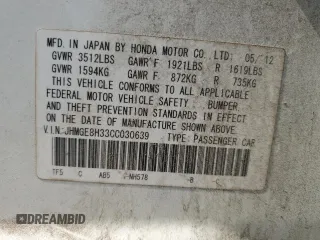 MFD. IN JAPAN BY HONDA MOTOR CO.,LTD. 05/12
GVWR 3512LBS GAWR F 1921LBS R 1619LBS
GVWR 1594KG GAWR F 872KG R 735KG
THIS VEHICLE CONFORMS TO ALL APPLICABLE
FEDERAL MOTOR VEHICLE SAFETY, BUMPER
AND THEFT PREVENTION STANDARDS IN EFFECT
ON THE DATE OF MANUFACTURE SHOWN ABOVE.
V.I.N:JHMGE8H33CC030639 TYPE:PASSENGER CAR
TF5 C AB5 NH578 -0
DREAMBID